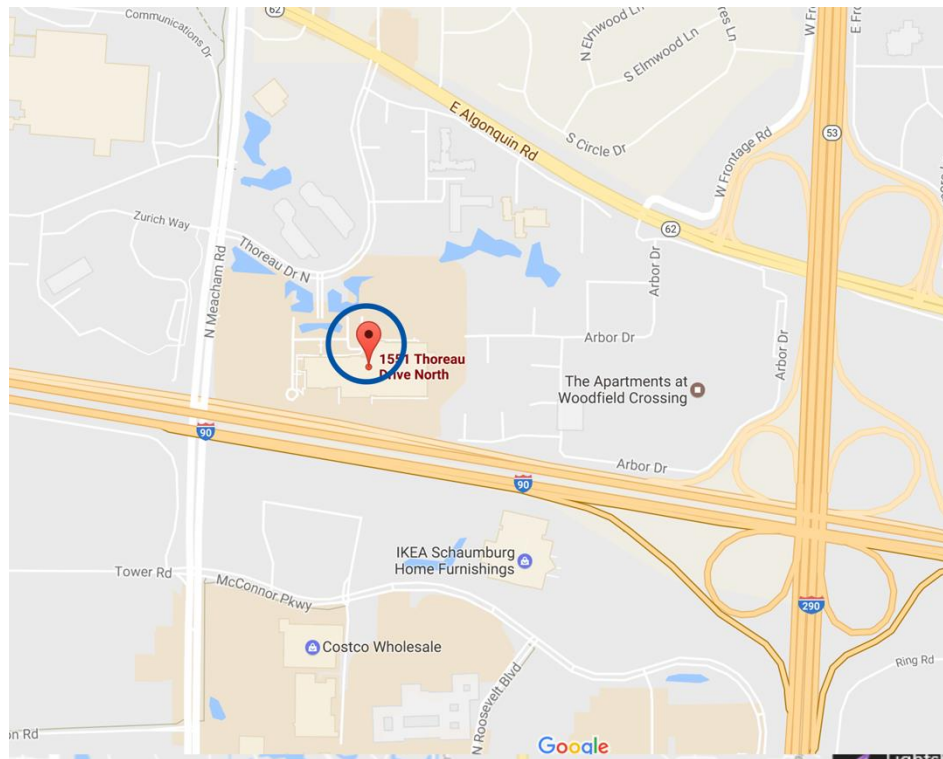 62
Communications Dr
N Elmwood Ln
S Elmwood Ln
E Algonquin Rd
S Circle Dr
W Frontage Rd
53
62
Zurich Way
Thoreau Dr N
N Meacham Rd
Arbor Dr
Arbor Dr
Arbor Dr
1551 Thoreau
Drive North
The Apartments at
Woodfield Crossing
90
Arbor Dr
90
IKEA Schaumburg
Home Furnishings
Tower Rd
McConnor Pkwy
290
Costco Wholesale
Ring Rd
N Roosevelt Blvd
on Rd
Google